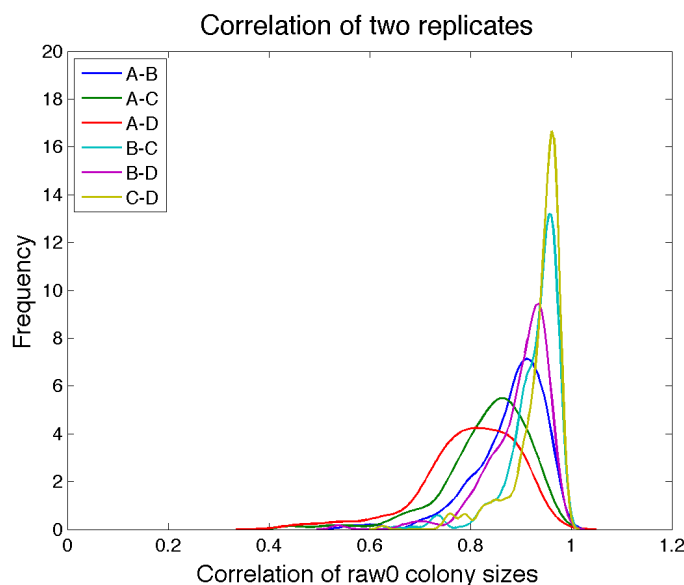 Correlation of two replicates
20
18
16
14
12
10
8
6
4
2
0
Frequency
A-B
A-C
A-D
B-C
B-D
C-D
0 0.2 0.4 0.6 0.8 1 1.2
Correlation of raw0 colony sizes